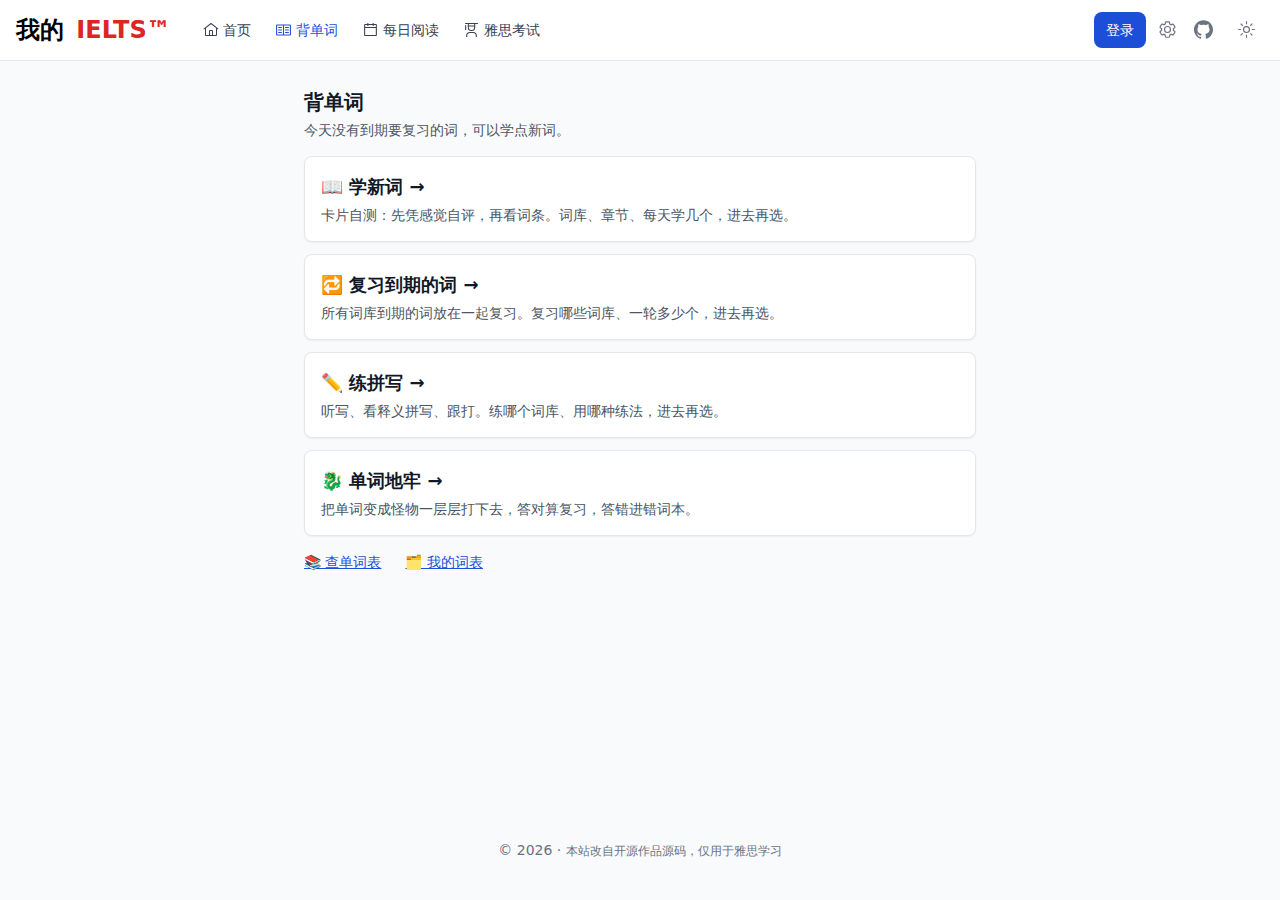 我的 IELTS™ 首页 背单词 每日阅读 雅思考试 登录
背单词
今天没有到期要复习的词，可以学点新词。
📖 学新词 →
卡片自测：先凭感觉自评，再看词条。词库、章节、每天学几个，进去再选。
🔁 复习到期的词 →
所有词库到期的词放在一起复习。复习哪些词库、一轮多少个，进去再选。
✏️ 练拼写 →
听写、看释义拼写、跟打。练哪个词库、用哪种练法，进去再选。
🐉 单词地牢 →
把单词变成怪物一层层打下去，答对算复习，答错进错词本。
📚 查单词表 🗂️ 我的词表
© 2026 · 本站改自开源作品源码，仅用于雅思学习